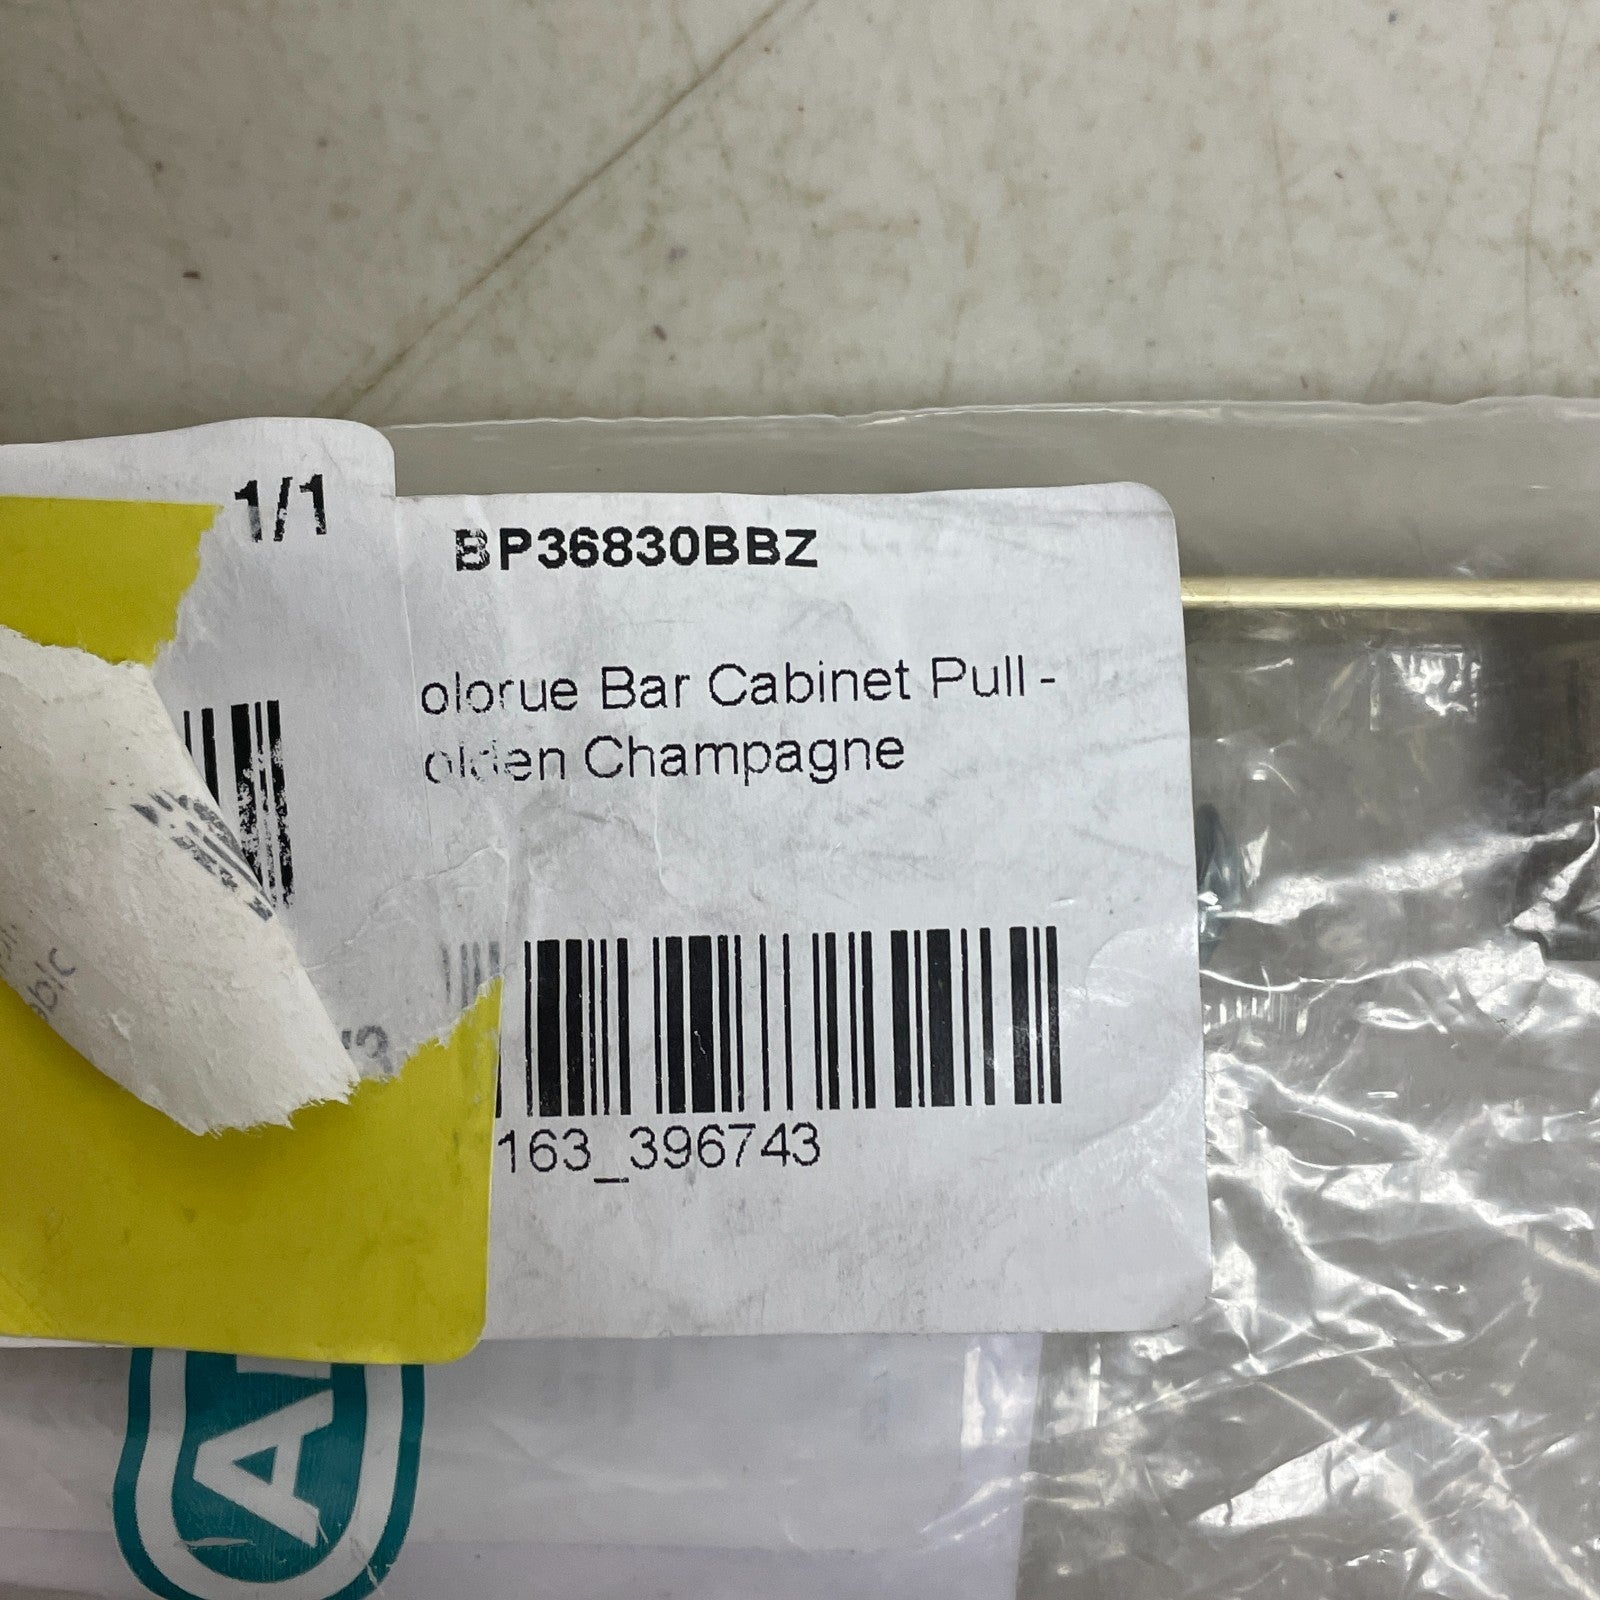 1/1
BP36830BBZ
olorue Bar Cabinet Pull -
olden Champagne
163_396743
A